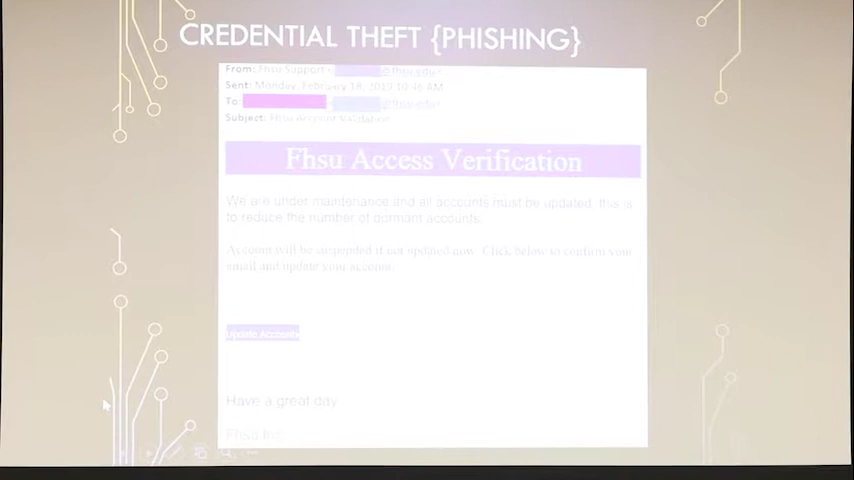 CREDENTIAL THEFT {PHISHING}
From: Fhsu Support
Sent: Monday, February 18, 2019 10:46 AM
To:
Subject: Fhsu Account Validation
Fhsu Access Verification
We are under maintenance and all accounts must be updated, this is
to reduce the number of dormant accounts.
Account will be suspended if not updated now. Click below to confirm your
email and update your account.
Update Accounts
Have a great day
Fhsu